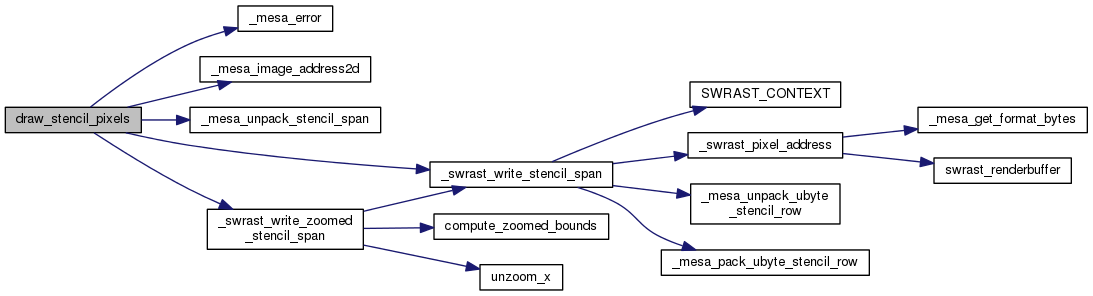 _mesa_error
_mesa_image_address2d
draw_stencil_pixels
_mesa_unpack_stencil_span
_swrast_write_zoomed
_stencil_span
_swrast_write_stencil_span
compute_zoomed_bounds
unzoom_x
SWRAST_CONTEXT
_swrast_pixel_address
_mesa_unpack_ubyte
_stencil_row
_mesa_pack_ubyte_stencil_row
_mesa_get_format_bytes
swrast_renderbuffer